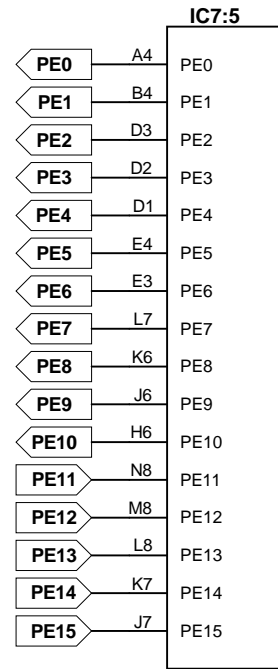 IC7:5
PE0 A4 PE0
PE1 B4 PE1
PE2 D3 PE2
PE3 D2 PE3
PE4 D1 PE4
PE5 E4 PE5
PE6 E3 PE6
PE7 L7 PE7
PE8 K6 PE8
PE9 J6 PE9
PE10 H6 PE10
PE11 N8 PE11
PE12 M8 PE12
PE13 L8 PE13
PE14 K7 PE14
PE15 J7 PE15